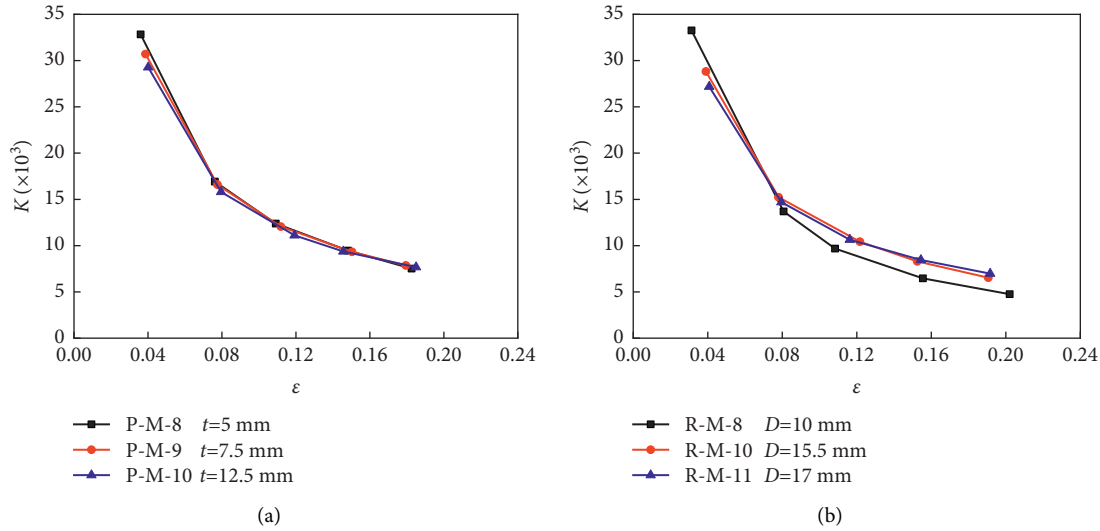 35
30
25
20
15
10
5
0
K (×10³)
0.00 0.04 0.08 0.12 0.16 0.20 0.24
ε
P-M-8 t=5 mm
P-M-9 t=7.5 mm
P-M-10 t=12.5 mm
(a)
35
30
25
20
15
10
5
0
K (×10³)
0.00 0.04 0.08 0.12 0.16 0.20 0.24
ε
R-M-8 D=10 mm
R-M-10 D=15.5 mm
R-M-11 D=17 mm
(b)